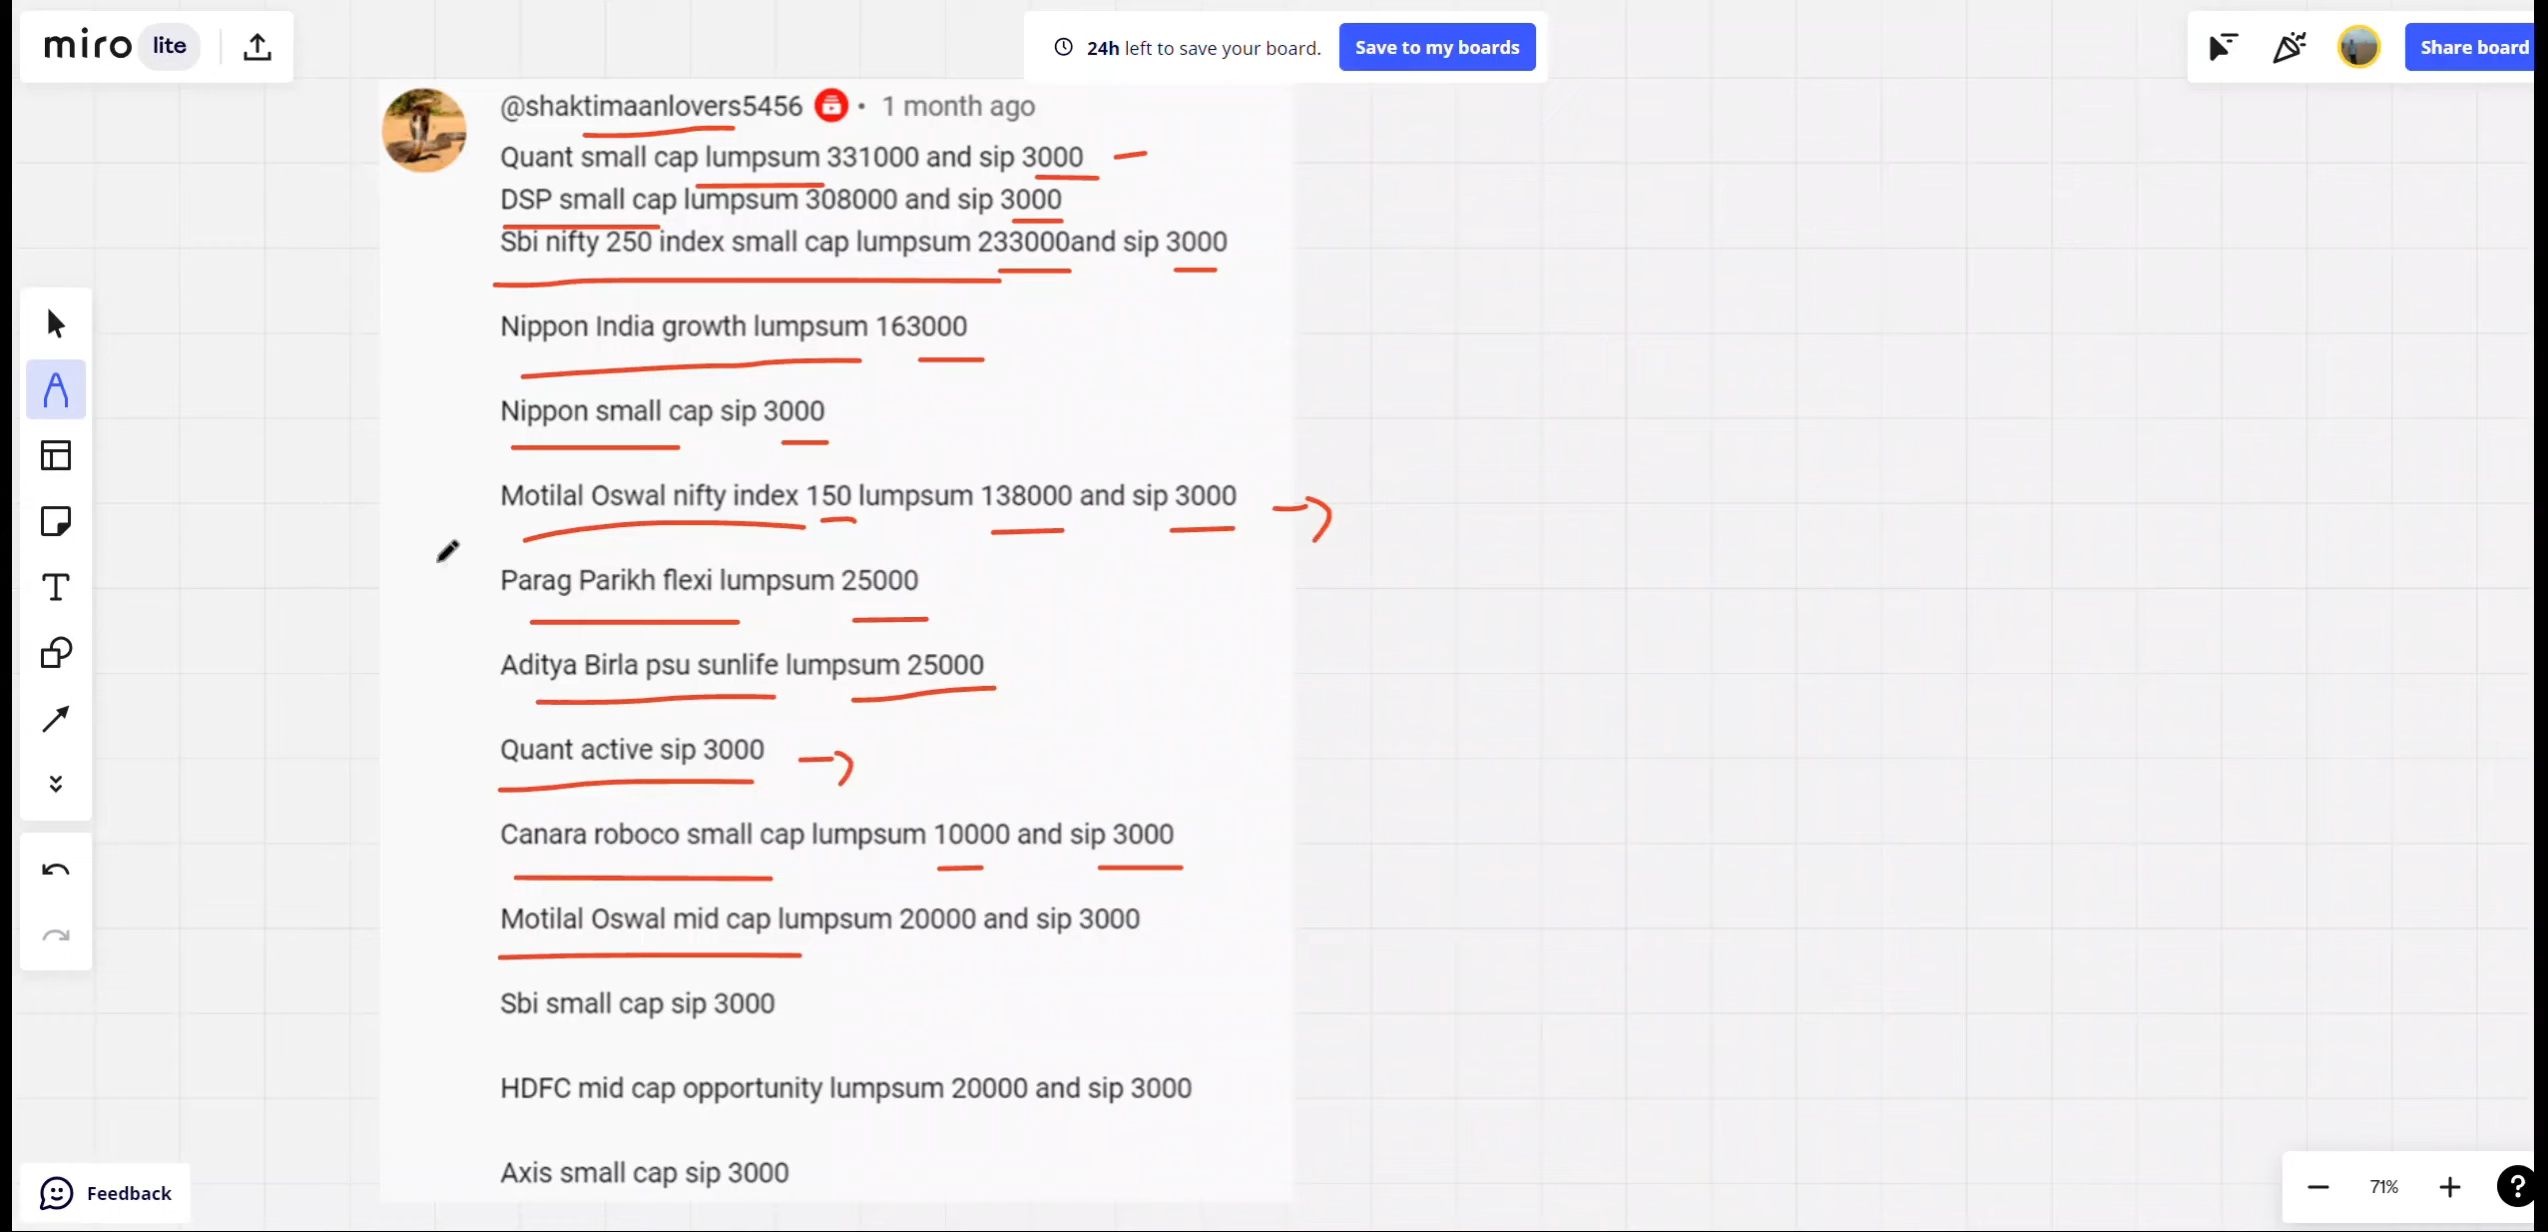 miro lite
24h left to save your board. Save to my boards
Share board
@shaktimaanlovers5456 • 1 month ago
Quant small cap lumpsum 331000 and sip 3000
DSP small cap lumpsum 308000 and sip 3000
Sbi nifty 250 index small cap lumpsum 233000and sip 3000
Nippon India growth lumpsum 163000
Nippon small cap sip 3000
Motilal Oswal nifty index 150 lumpsum 138000 and sip 3000
Parag Parikh flexi lumpsum 25000
Aditya Birla psu sunlife lumpsum 25000
Quant active sip 3000
Canara roboco small cap lumpsum 10000 and sip 3000
Motilal Oswal mid cap lumpsum 20000 and sip 3000
Sbi small cap sip 3000
HDFC mid cap opportunity lumpsum 20000 and sip 3000
Axis small cap sip 3000
Feedback
71%
?